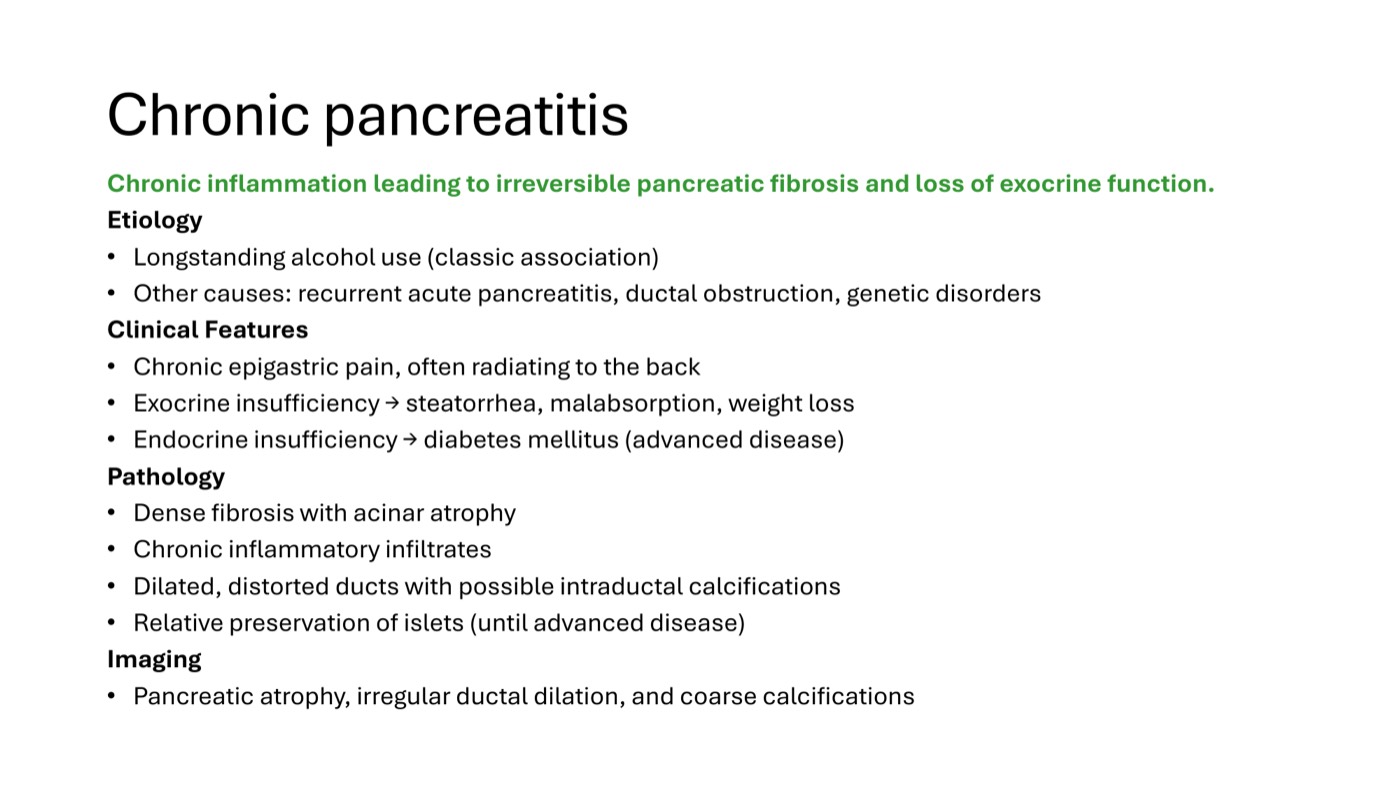 Chronic pancreatitis
Chronic inflammation leading to irreversible pancreatic fibrosis and loss of exocrine function.
Etiology
• Longstanding alcohol use (classic association)
• Other causes: recurrent acute pancreatitis, ductal obstruction, genetic disorders
Clinical Features
• Chronic epigastric pain, often radiating to the back
• Exocrine insufficiency → steatorrhea, malabsorption, weight loss
• Endocrine insufficiency → diabetes mellitus (advanced disease)
Pathology
• Dense fibrosis with acinar atrophy
• Chronic inflammatory infiltrates
• Dilated, distorted ducts with possible intraductal calcifications
• Relative preservation of islets (until advanced disease)
Imaging
• Pancreatic atrophy, irregular ductal dilation, and coarse calcifications